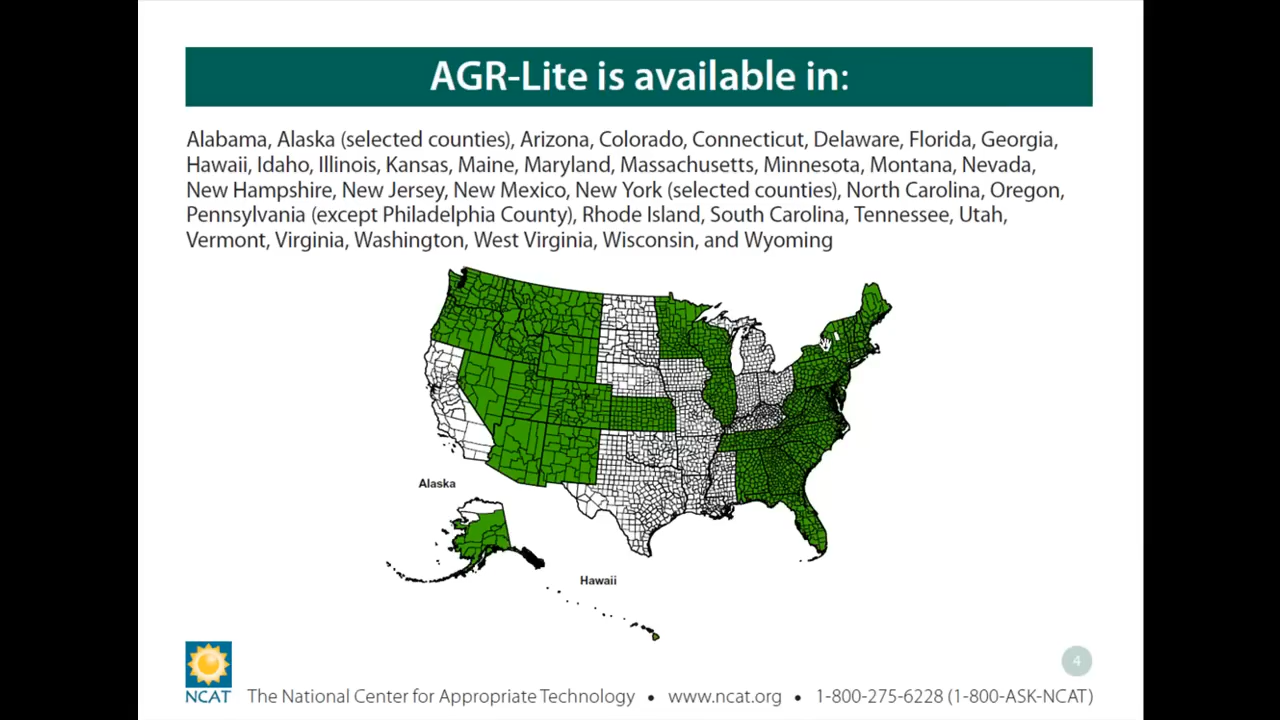 AGR-Lite is available in:
Alabama, Alaska (selected counties), Arizona, Colorado, Connecticut, Delaware, Florida, Georgia,
Hawaii, Idaho, Illinois, Kansas, Maine, Maryland, Massachusetts, Minnesota, Montana, Nevada,
New Hampshire, New Jersey, New Mexico, New York (selected counties), North Carolina, Oregon,
Pennsylvania (except Philadelphia County), Rhode Island, South Carolina, Tennessee, Utah,
Vermont, Virginia, Washington, West Virginia, Wisconsin, and Wyoming
Alaska
Hawaii
4
NCAT
The National Center for Appropriate Technology • www.ncat.org • 1-800-275-6228 (1-800-ASK-NCAT)